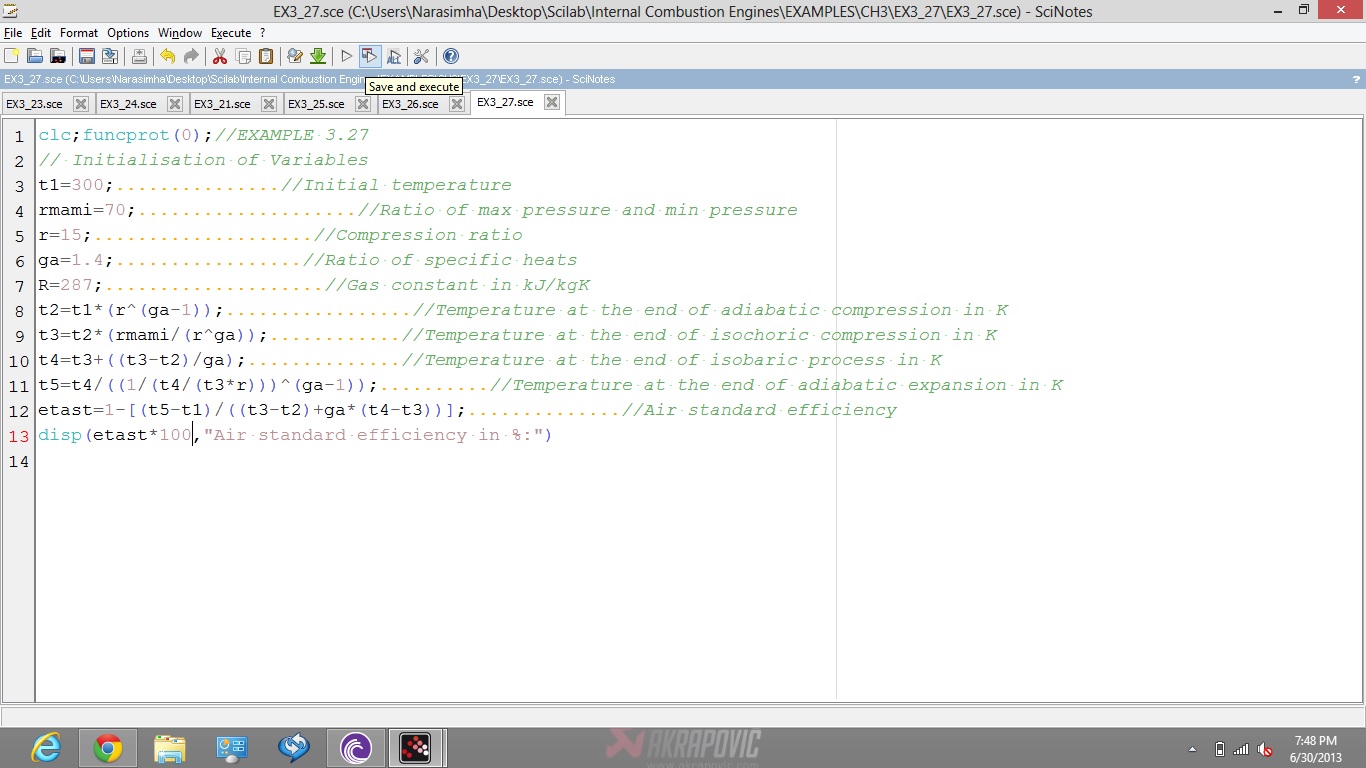 EX3_27.sce (C:\Users\Narasimha\Desktop\Scilab\Internal Combustion Engines\EXAMPLES\CH3\EX3_27\EX3_27.sce) - SciNotes
File Edit Format Options Window Execute ?
EX3_27.sce (C:\Users\Narasimha\Desktop\Scilab\Internal Combustion Engin EX3_27\EX3_27.sce) - SciNotes ?
Save and execute
EX3_23.sce EX3_24.sce EX3_21.sce EX3_25.sce EX3_26.sce EX3_27.sce
1 clc;funcprot(0);//EXAMPLE 3.27
2 // Initialisation of Variables
3 t1=300;...............//Initial temperature
4 rmami=70;....................//Ratio of max pressure and min pressure
5 r=15;....................//Compression ratio
6 ga=1.4;.................//Ratio of specific heats
7 R=287;....................//Gas constant in kJ/kgK
8 t2=t1*(r^(ga-1));.................//Temperature at the end of adiabatic compression in K
9 t3=t2*(rmami/(r^ga));............//Temperature at the end of isochoric compression in K
10 t4=t3+((t3-t2)/ga);..............//Temperature at the end of isobaric process in K
11 t5=t4/((1/(t4/(t3*r)))^(ga-1));..........//Temperature at the end of adiabatic expansion in K
12 etast=1-[(t5-t1)/((t3-t2)+ga*(t4-t3))];..............//Air standard efficiency
13 disp(etast*100,"Air standard efficiency in %:")
14
AKRAPOVIC
www.akrapovic.com
7:48 PM
6/30/2013